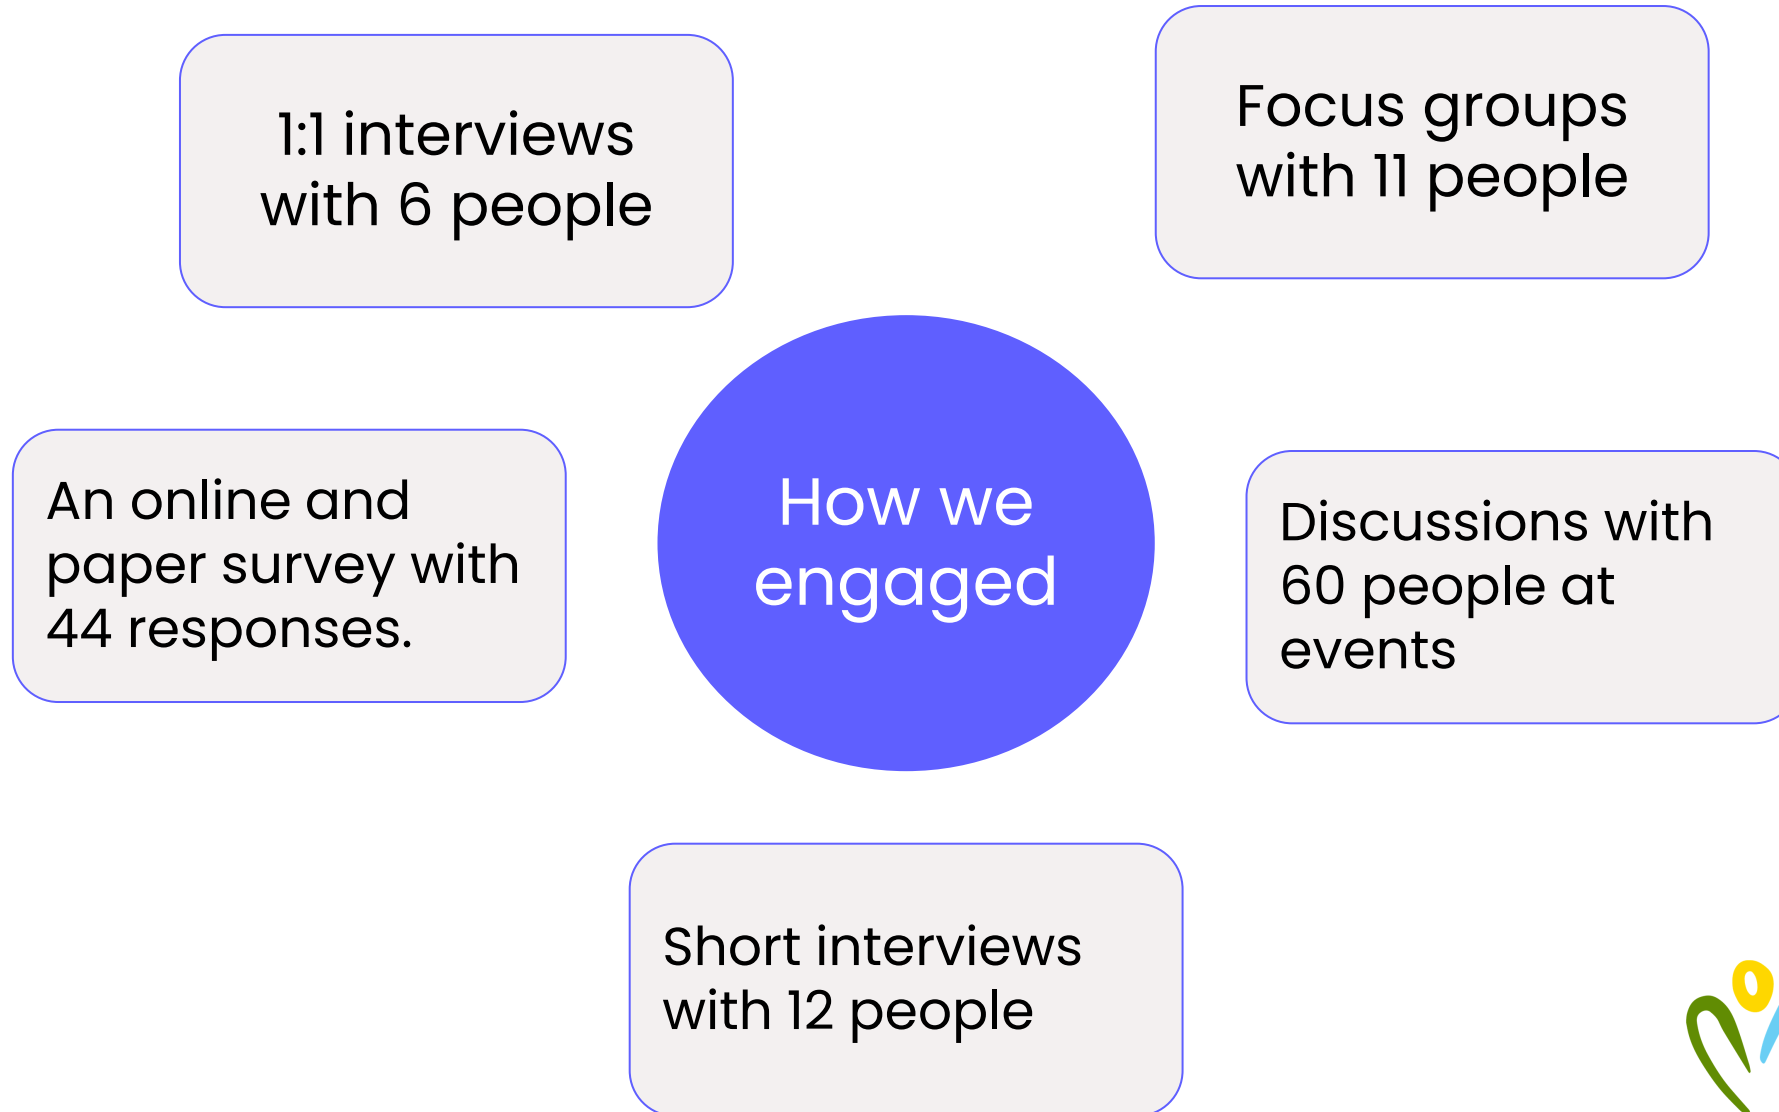 1:1 interviews
with 6 people
Focus groups
with 11 people
How we
engaged
An online and
paper survey with
44 responses.
Discussions with
60 people at
events
Short interviews
with 12 people